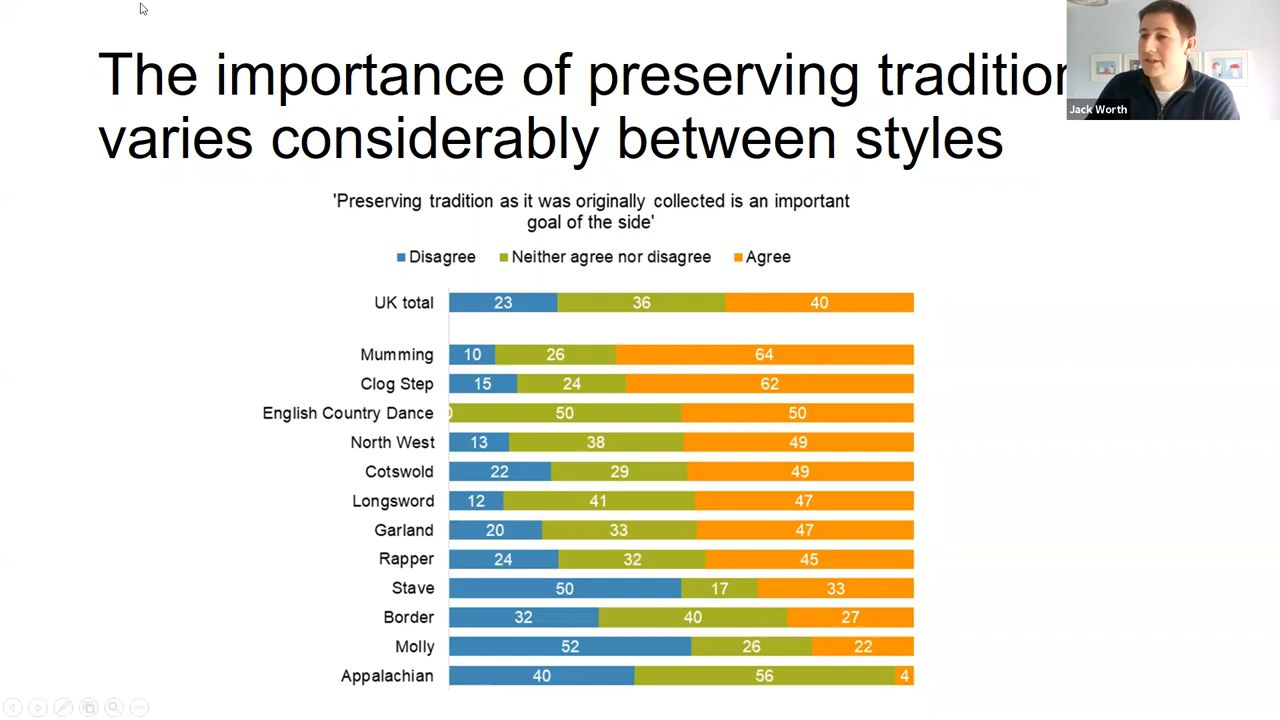 The importance of preserving tradition
varies considerably between styles
Jack Worth
'Preserving tradition as it was originally collected is an important
goal of the side'
Disagree Neither agree nor disagree Agree
UK total 23 36 40
Mumming 10 26 64
Clog Step 15 24 62
English Country Dance 0 50 50
North West 13 38 49
Cotswold 22 29 49
Longsword 12 41 47
Garland 20 33 47
Rapper 24 32 45
Stave 50 17 33
Border 32 40 27
Molly 52 26 22
Appalachian 40 56 4